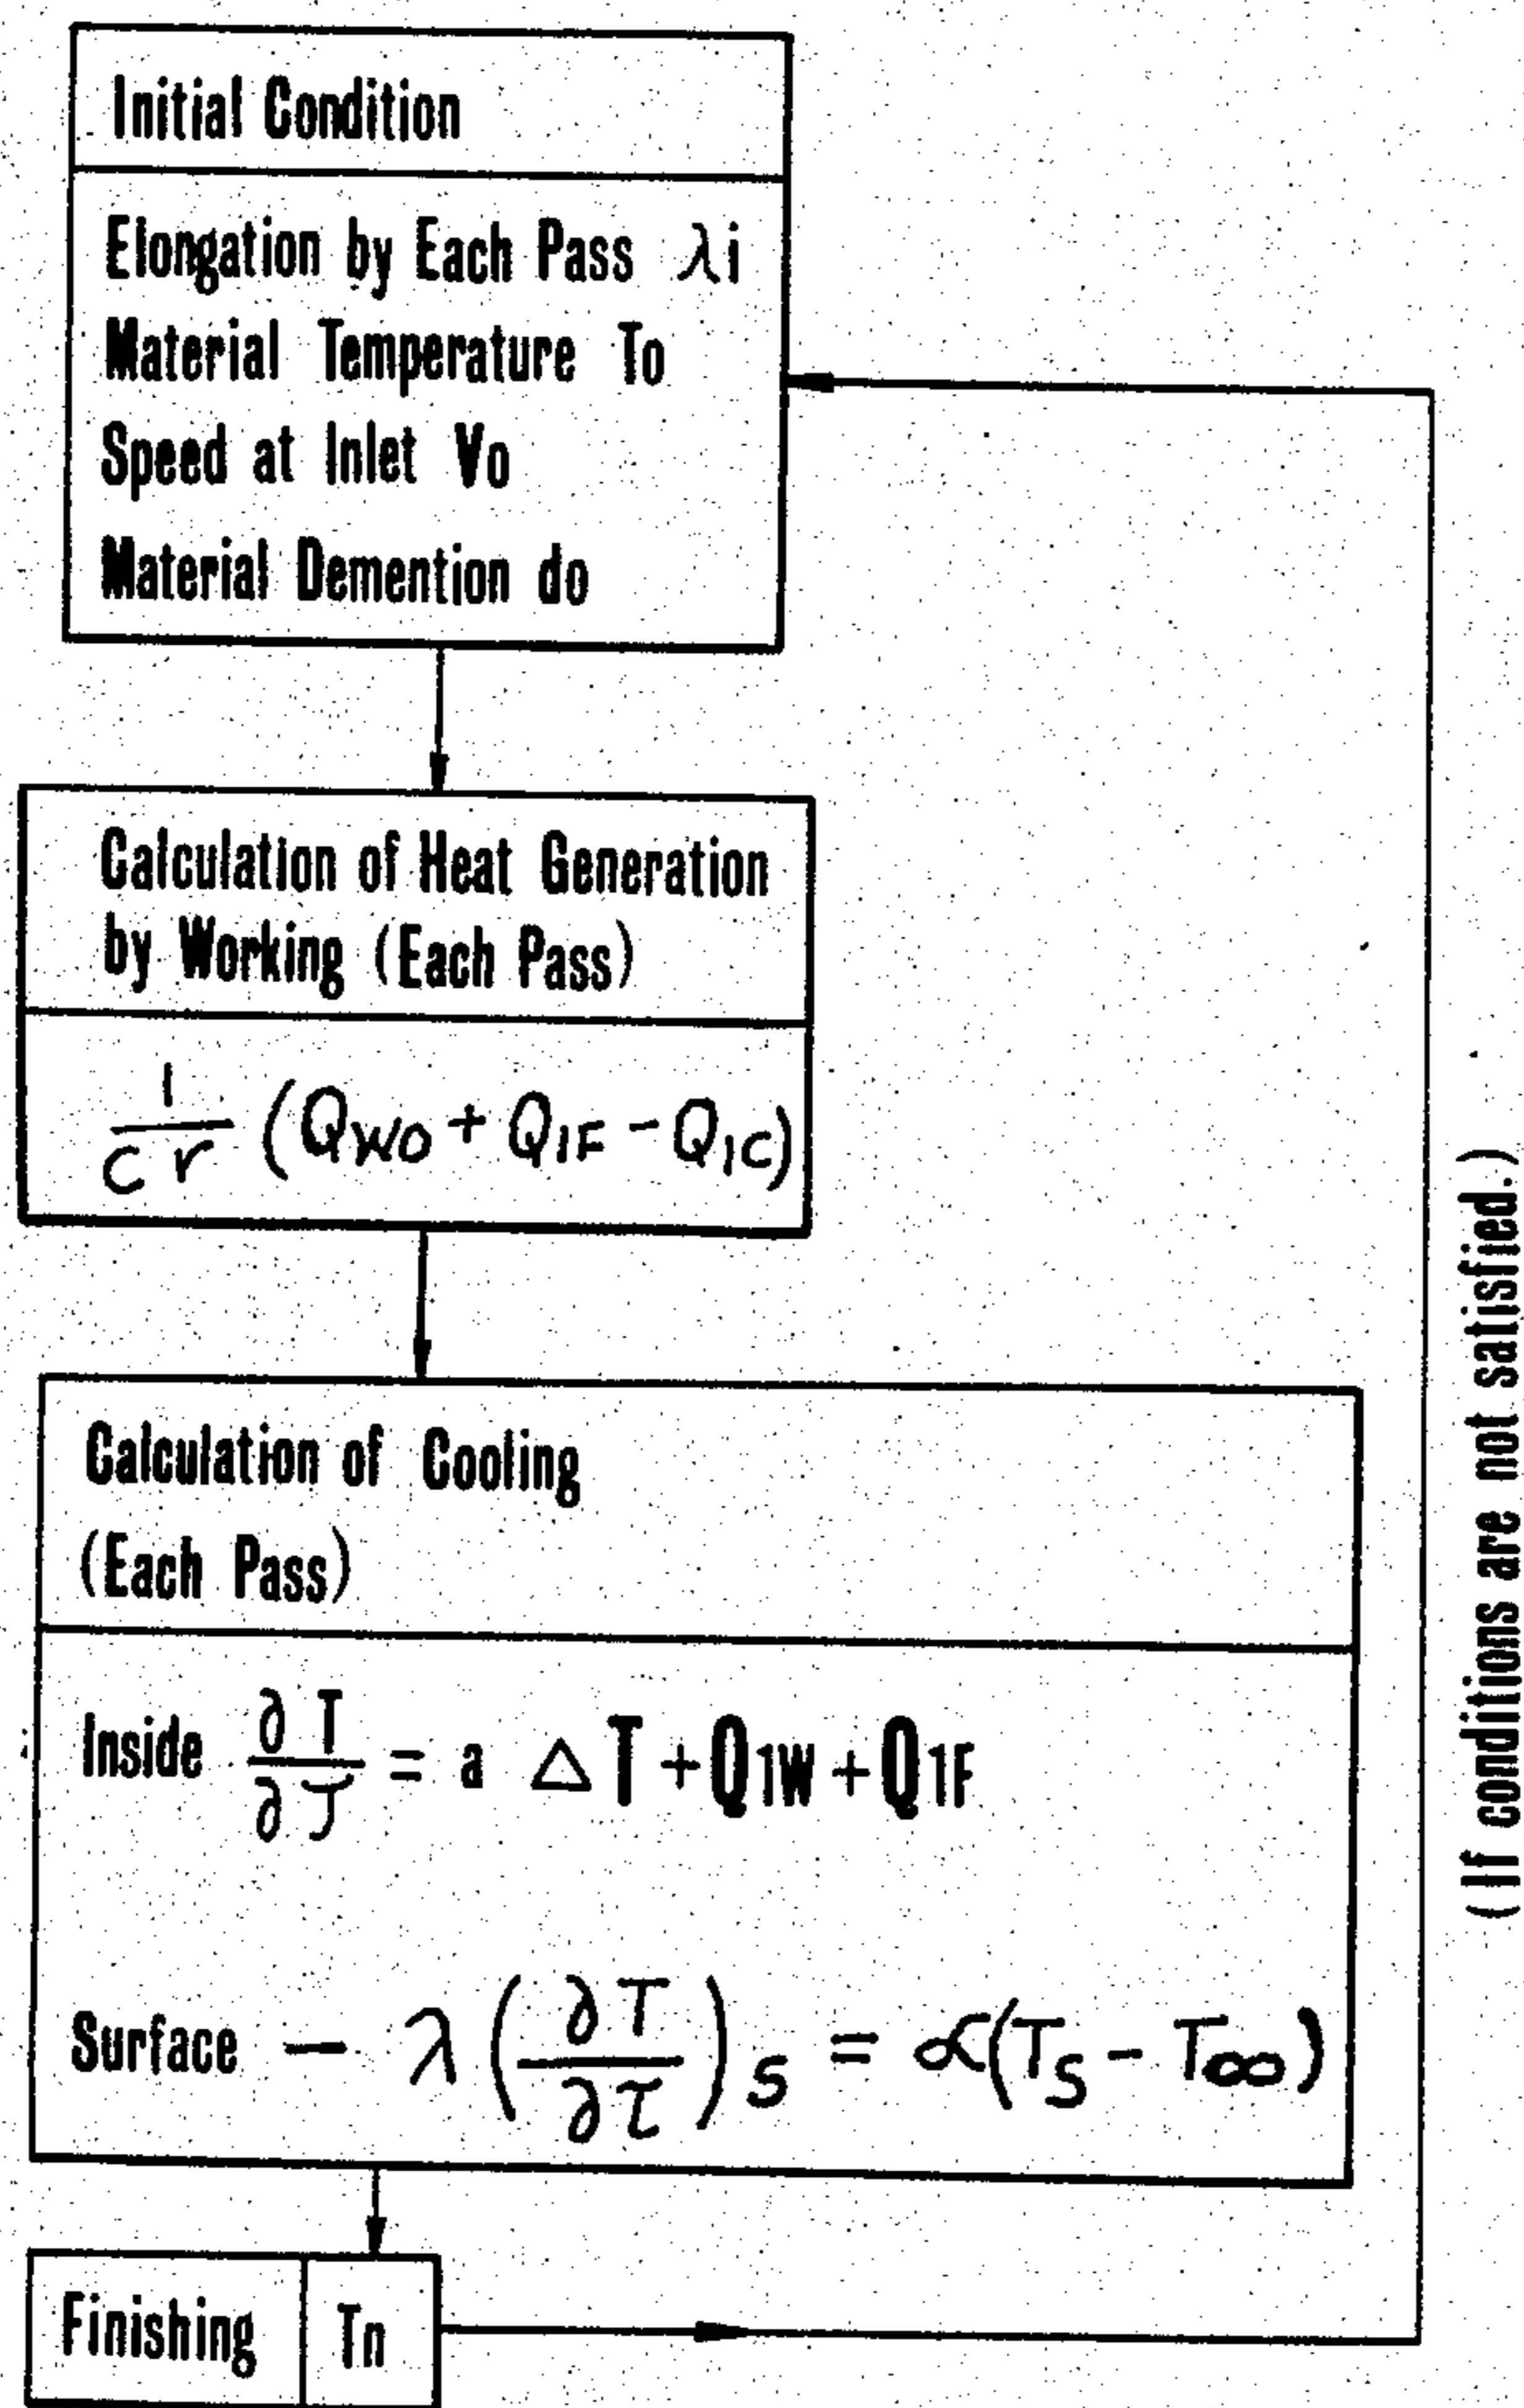 Initial Condition
Elongation by Each Pass λi
Material Temperature To
Speed at Inlet Vo
Material Demention do
Calculation of Heat Generation
by Working (Each Pass)
1/cr (QWO + Q1F - Q1C)
Calculation of Cooling
(Each Pass)
Inside ∂T/∂J = a △T + Q1W + Q1F
Surface - λ(∂T/∂τ)S = α(TS - T∞)
Finishing Tn
(If conditions are not satisfied.)